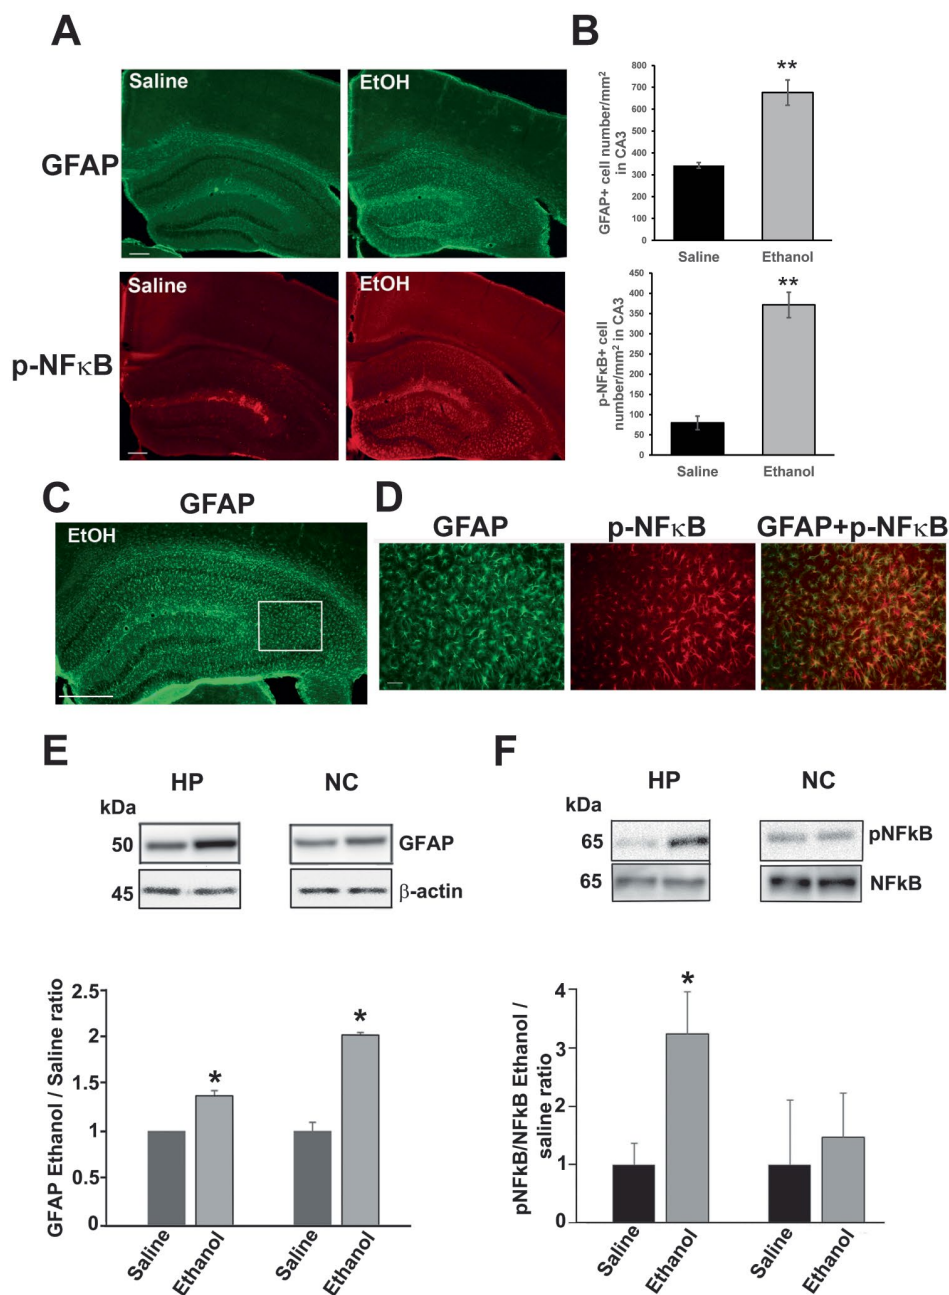 A
Saline
EtOH
GFAP
Saline
EtOH
p-NFκB
B
GFAP+ cell number/mm²
in CA3
800
700
600
500
400
300
200
100
0
**
Saline
Ethanol
p-NFκB+ cell
number/mm² in CA3
450
400
350
300
250
200
150
100
50
0
**
Saline
Ethanol
C
GFAP
EtOH
D
GFAP
p-NFκB
GFAP+p-NFκB
E
HP
NC
kDa
50
GFAP
45
β-actin
GFAP Ethanol / Saline ratio
2.5
2
1.5
1
0.5
0
*
*
Saline
Ethanol
Saline
Ethanol
F
HP
NC
kDa
65
pNFkB
65
NFkB
pNFkB/NFkB Ethanol /
saline ratio
4
3
2
1
0
*
Saline
Ethanol
Saline
Ethanol